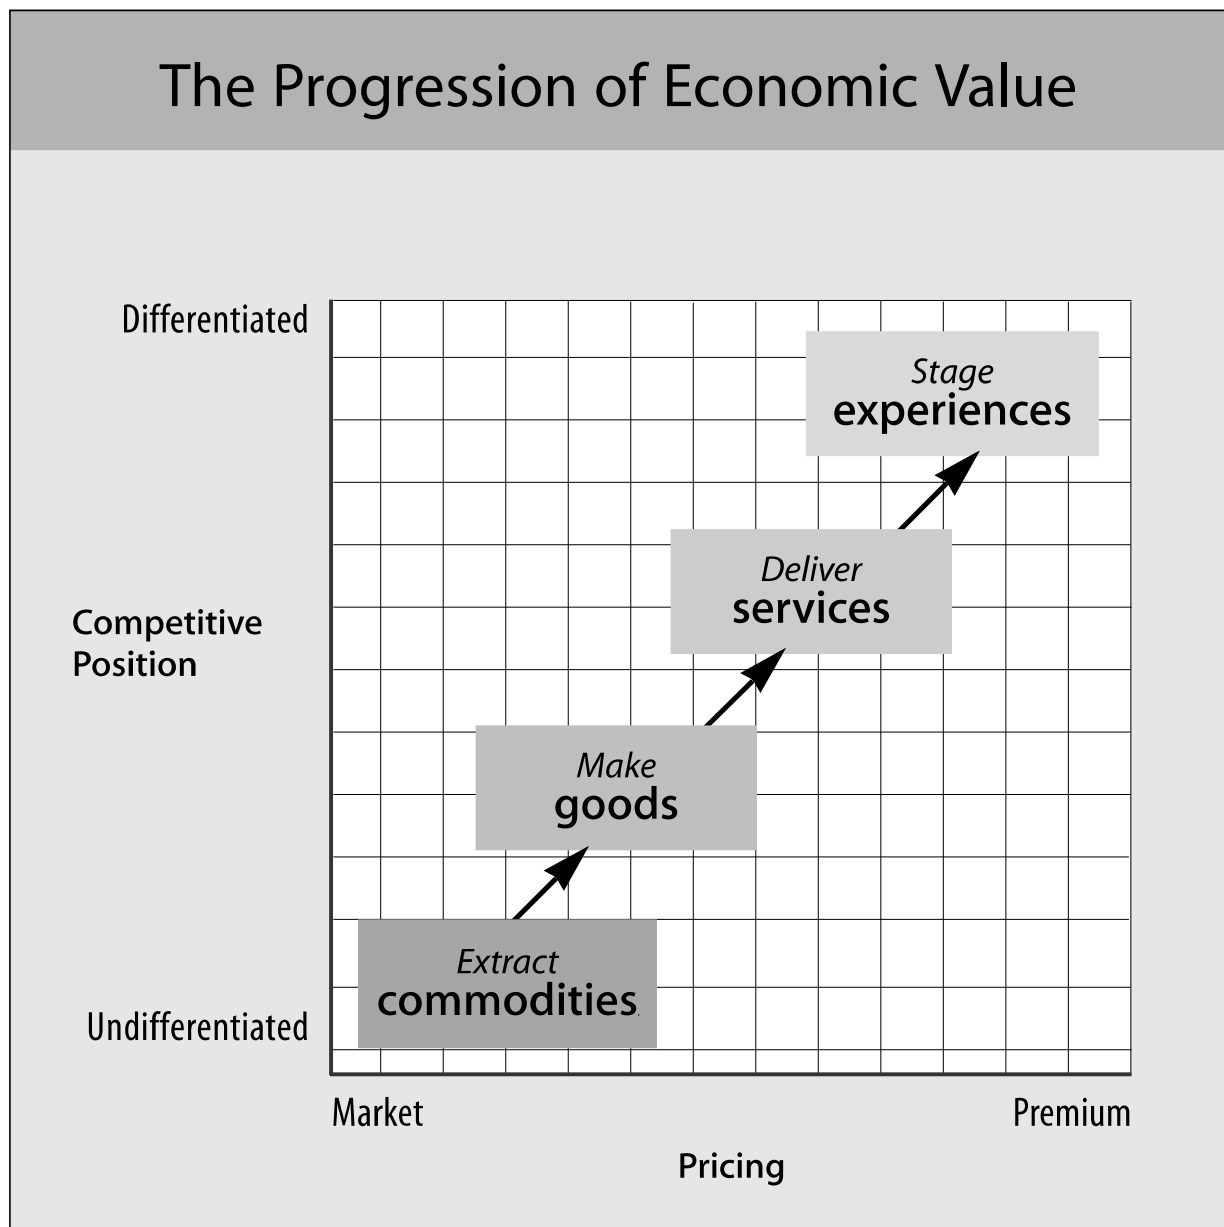 The Progression of Economic Value
Differentiated
Stage
experiences
Deliver
services
Competitive
Position
Make
goods
Extract
commodities.
Undifferentiated
Market
Premium
Pricing